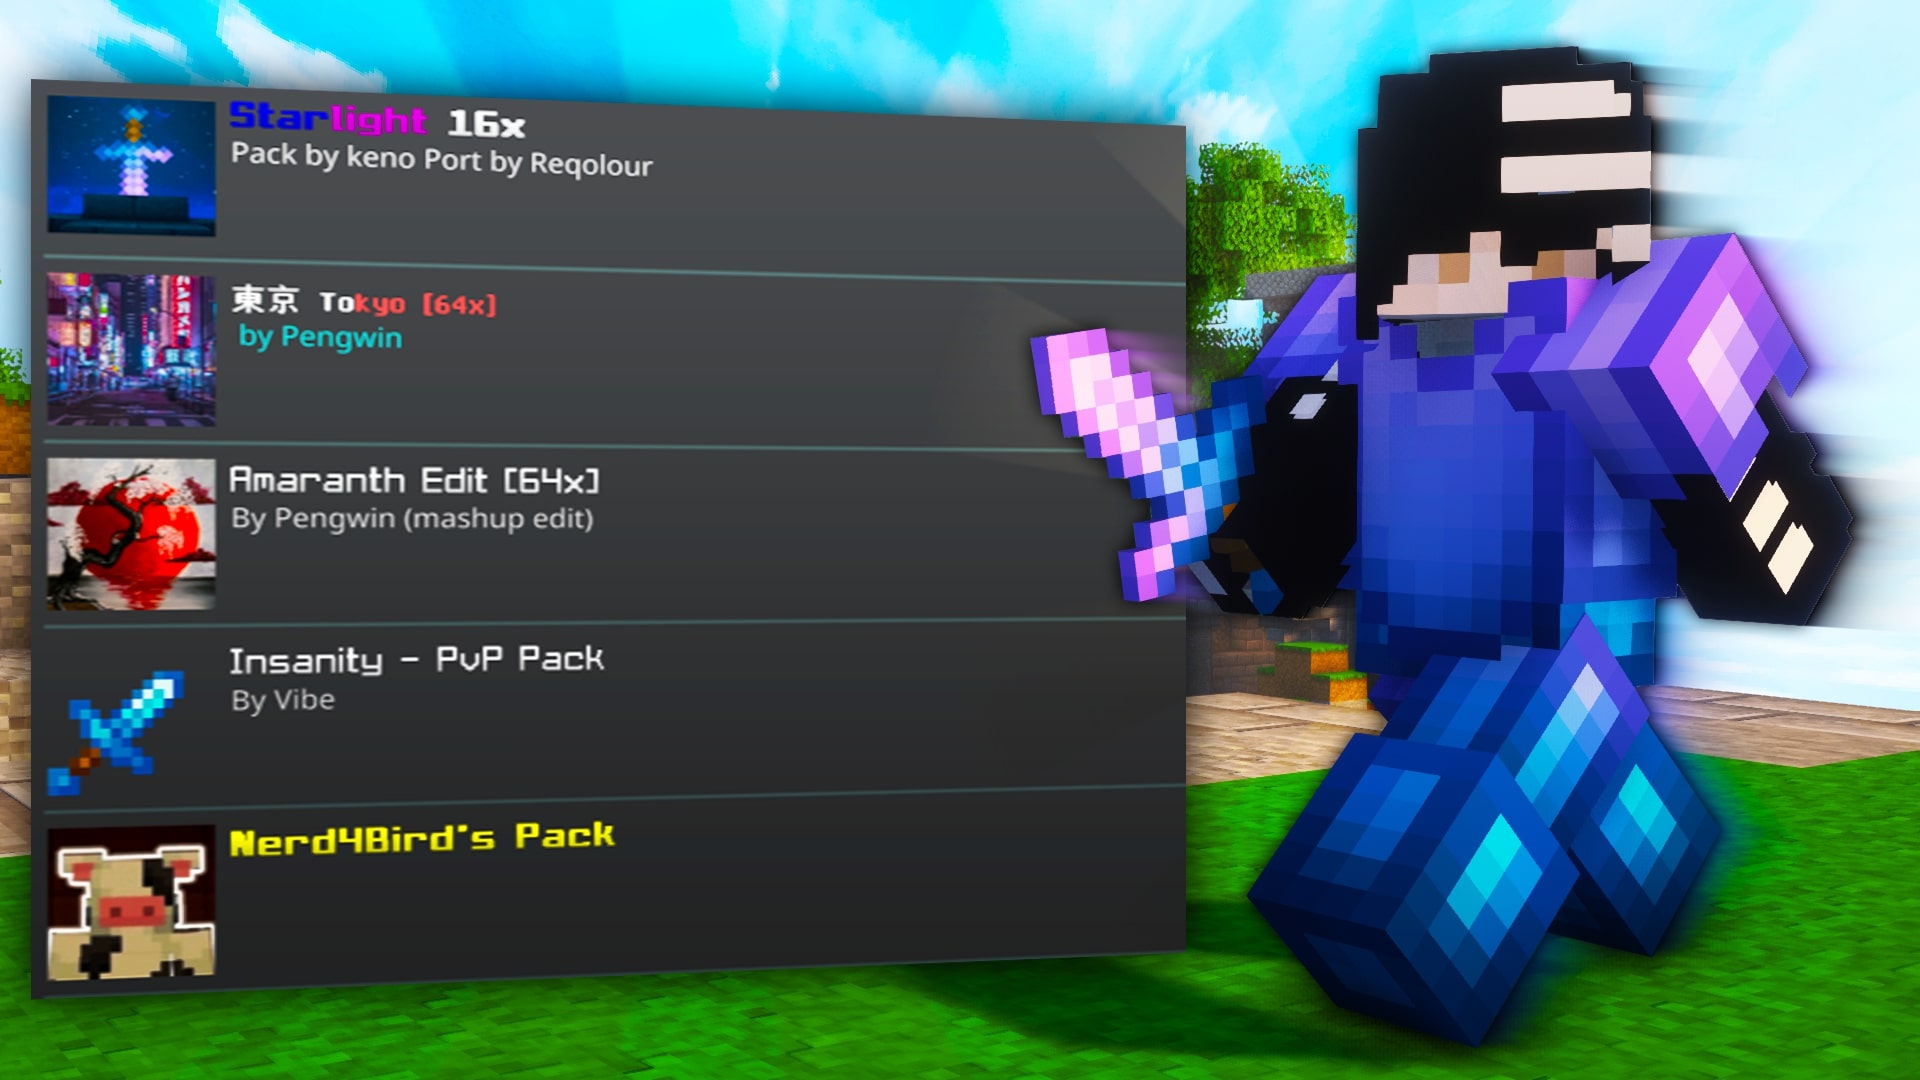 Starlight 16x
Pack by keno Port by Reqolour
東京 Tokyo [64x]
by Pengwin
Amaranth Edit [64x]
By Pengwin (mashup edit)
Insanity - PvP Pack
By Vibe
Nerd4Bird's Pack